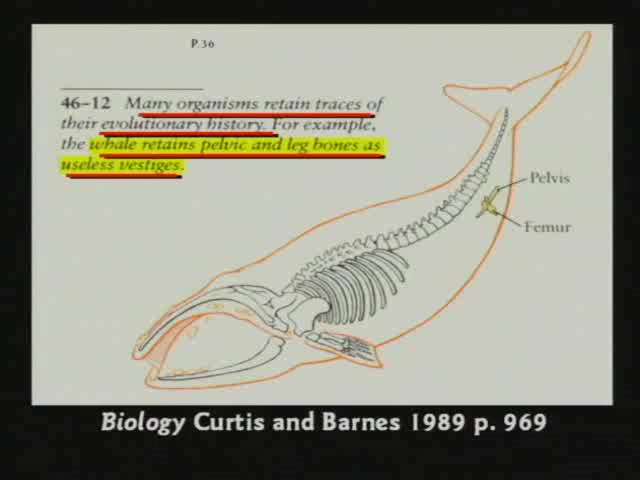 P.36
46–12 Many organisms retain traces of
their evolutionary history. For example,
the whale retains pelvic and leg bones as
useless vestiges.
Pelvis
Femur
Biology Curtis and Barnes 1989 p. 969